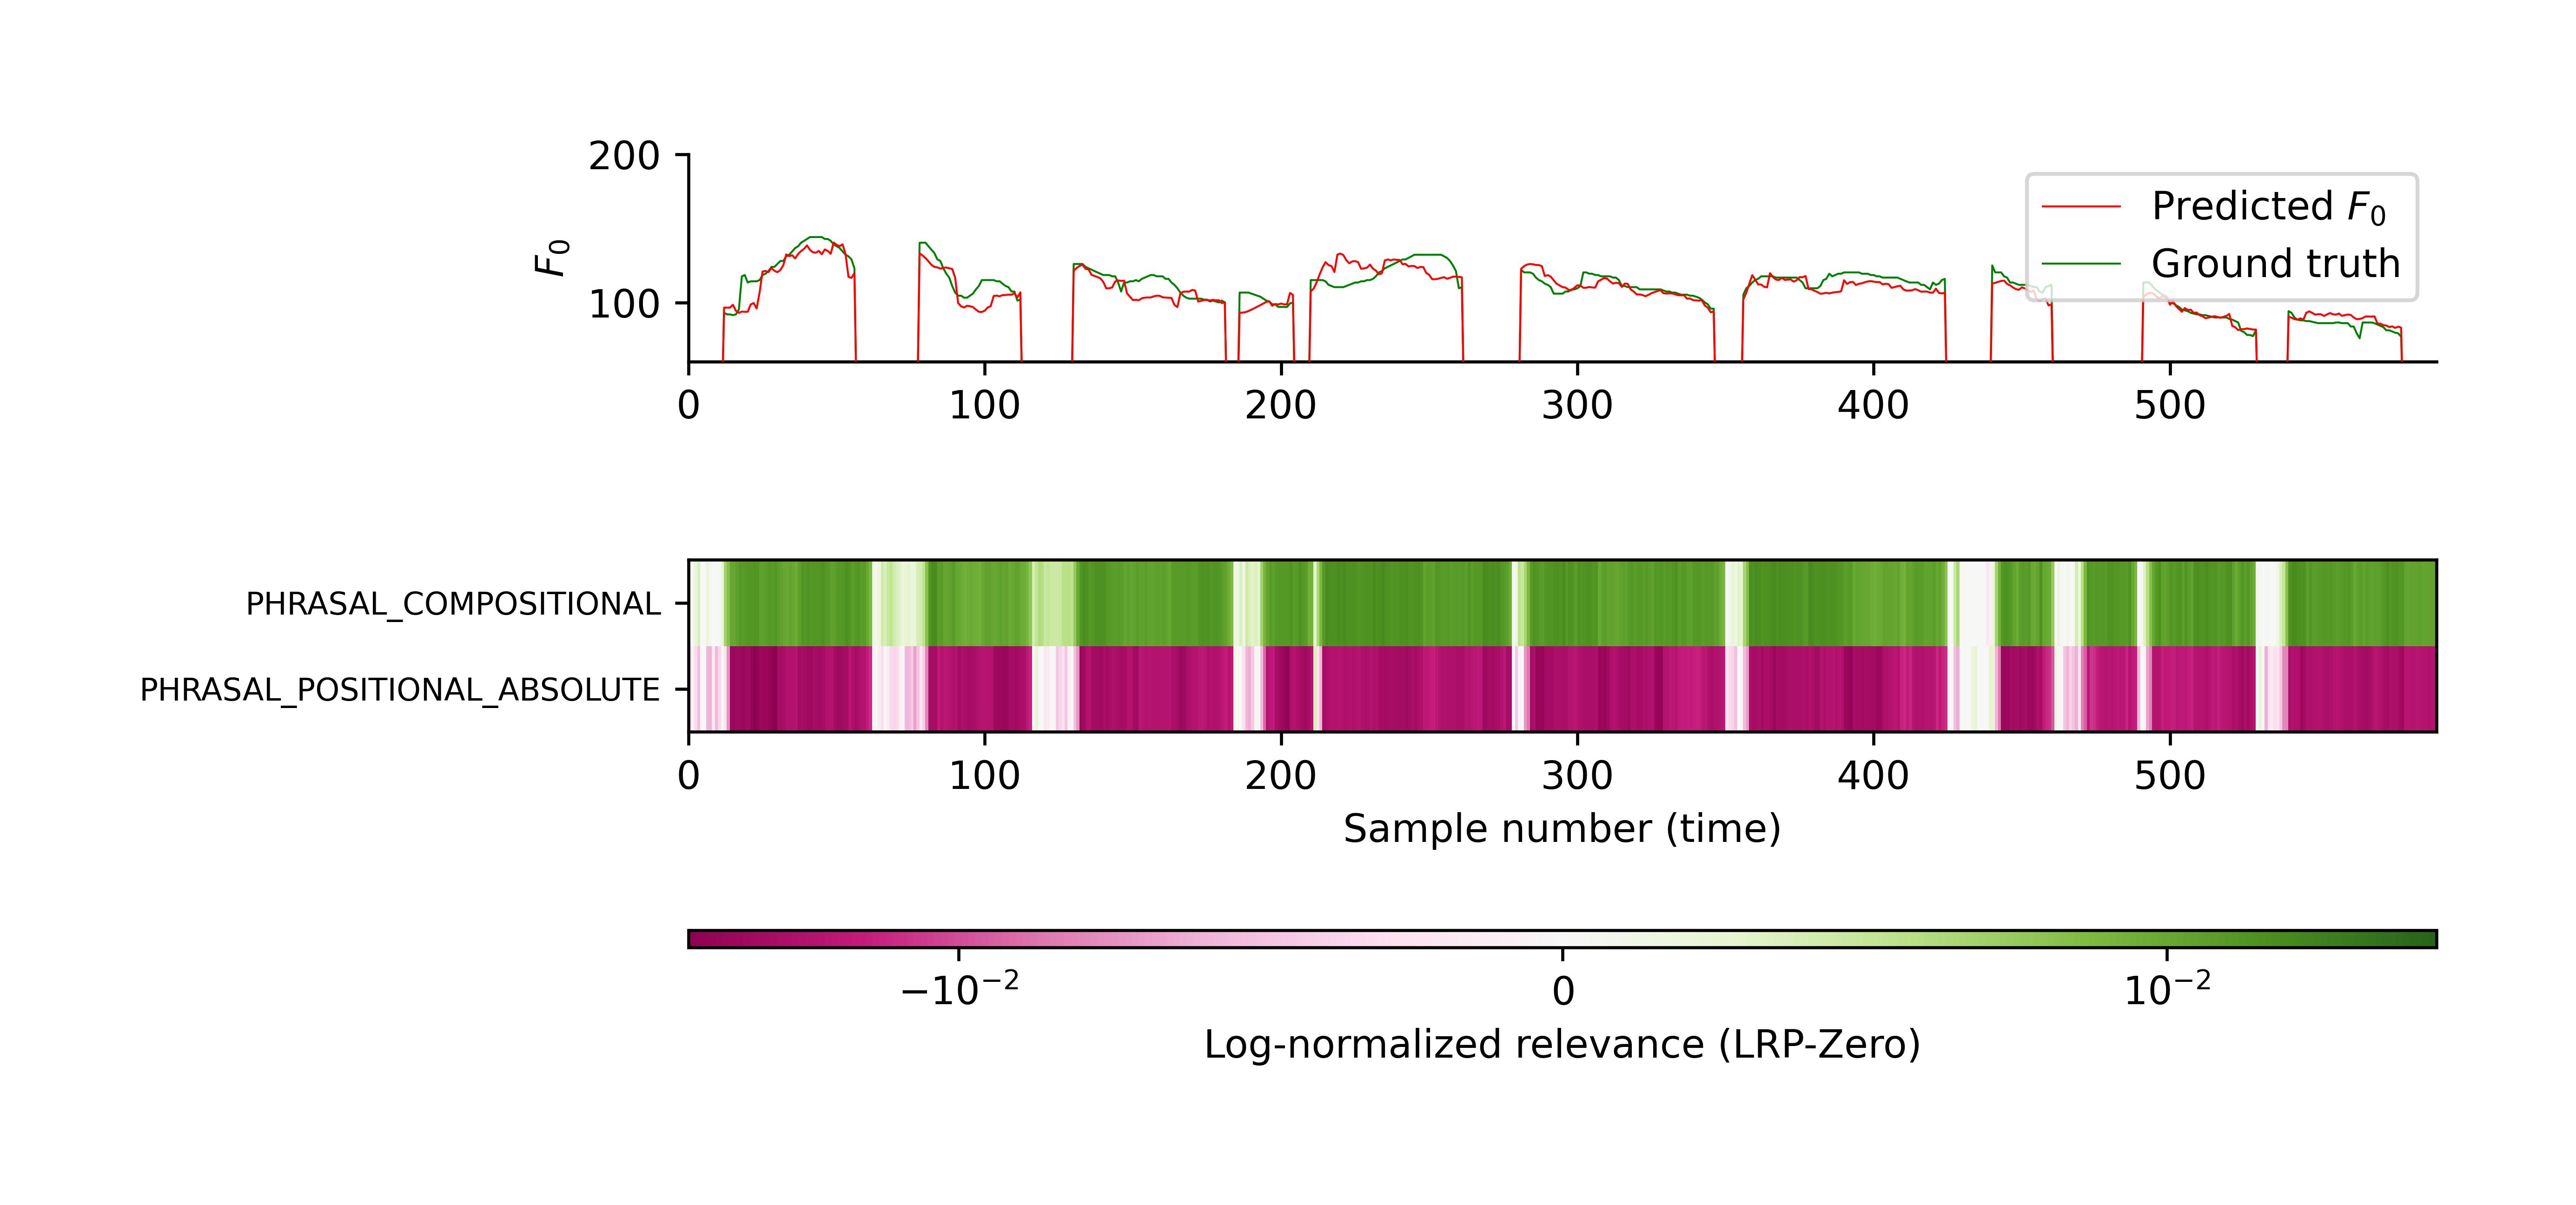 200
100
F₀
Predicted F₀
Ground truth
0 100 200 300 400 500
PHRASAL_COMPOSITIONAL
PHRASAL_POSITIONAL_ABSOLUTE
0 100 200 300 400 500
Sample number (time)
−10⁻² 0 10⁻²
Log-normalized relevance (LRP-Zero)